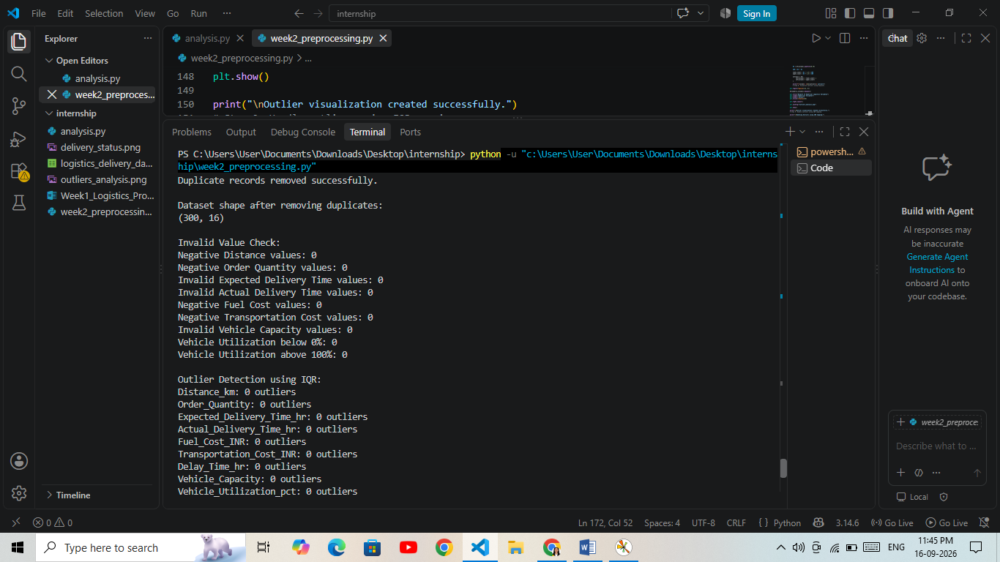 File Edit Selection View Go Run ··· internship Sign In
Explorer ···
Open Editors
analysis.py
week2_preproces...
internship
analysis.py
delivery_status.png
logistics_delivery_da...
outliers_analysis.png
Week1_Logistics_Pro...
week2_preprocessin...
Timeline
analysis.py week2_preprocessing.py
week2_preprocessing.py > ...
148 plt.show()
149
150 print("\nOutlier visualization created successfully.")
Problems Output Debug Console Terminal Ports
PS C:\Users\User\Documents\Downloads\Desktop\internship> python -u "c:\Users\User\Documents\Downloads\Desktop\interns
hip\week2_preprocessing.py"
Duplicate records removed successfully.
Dataset shape after removing duplicates:
(300, 16)
Invalid Value Check:
Negative Distance values: 0
Negative Order Quantity values: 0
Invalid Expected Delivery Time values: 0
Invalid Actual Delivery Time values: 0
Negative Fuel Cost values: 0
Negative Transportation Cost values: 0
Invalid Vehicle Capacity values: 0
Vehicle Utilization below 0%: 0
Vehicle Utilization above 100%: 0
Outlier Detection using IQR:
Distance_km: 0 outliers
Order_Quantity: 0 outliers
Expected_Delivery_Time_hr: 0 outliers
Actual_Delivery_Time_hr: 0 outliers
Fuel_Cost_INR: 0 outliers
Transportation_Cost_INR: 0 outliers
Delay_Time_hr: 0 outliers
Vehicle_Capacity: 0 outliers
Vehicle_Utilization_pct: 0 outliers
powersh...
Code
Chat
Build with Agent
AI responses may
be inaccurate
Generate Agent
Instructions to
onboard AI onto
your codebase.
week2_preproces
Describe what to ...
Local
0 0 Ln 172, Col 52 Spaces: 4 UTF-8 CRLF { } Python 3.14.6 Go Live Go Live
Type here to search ENG 11:45 PM
16-09-2026